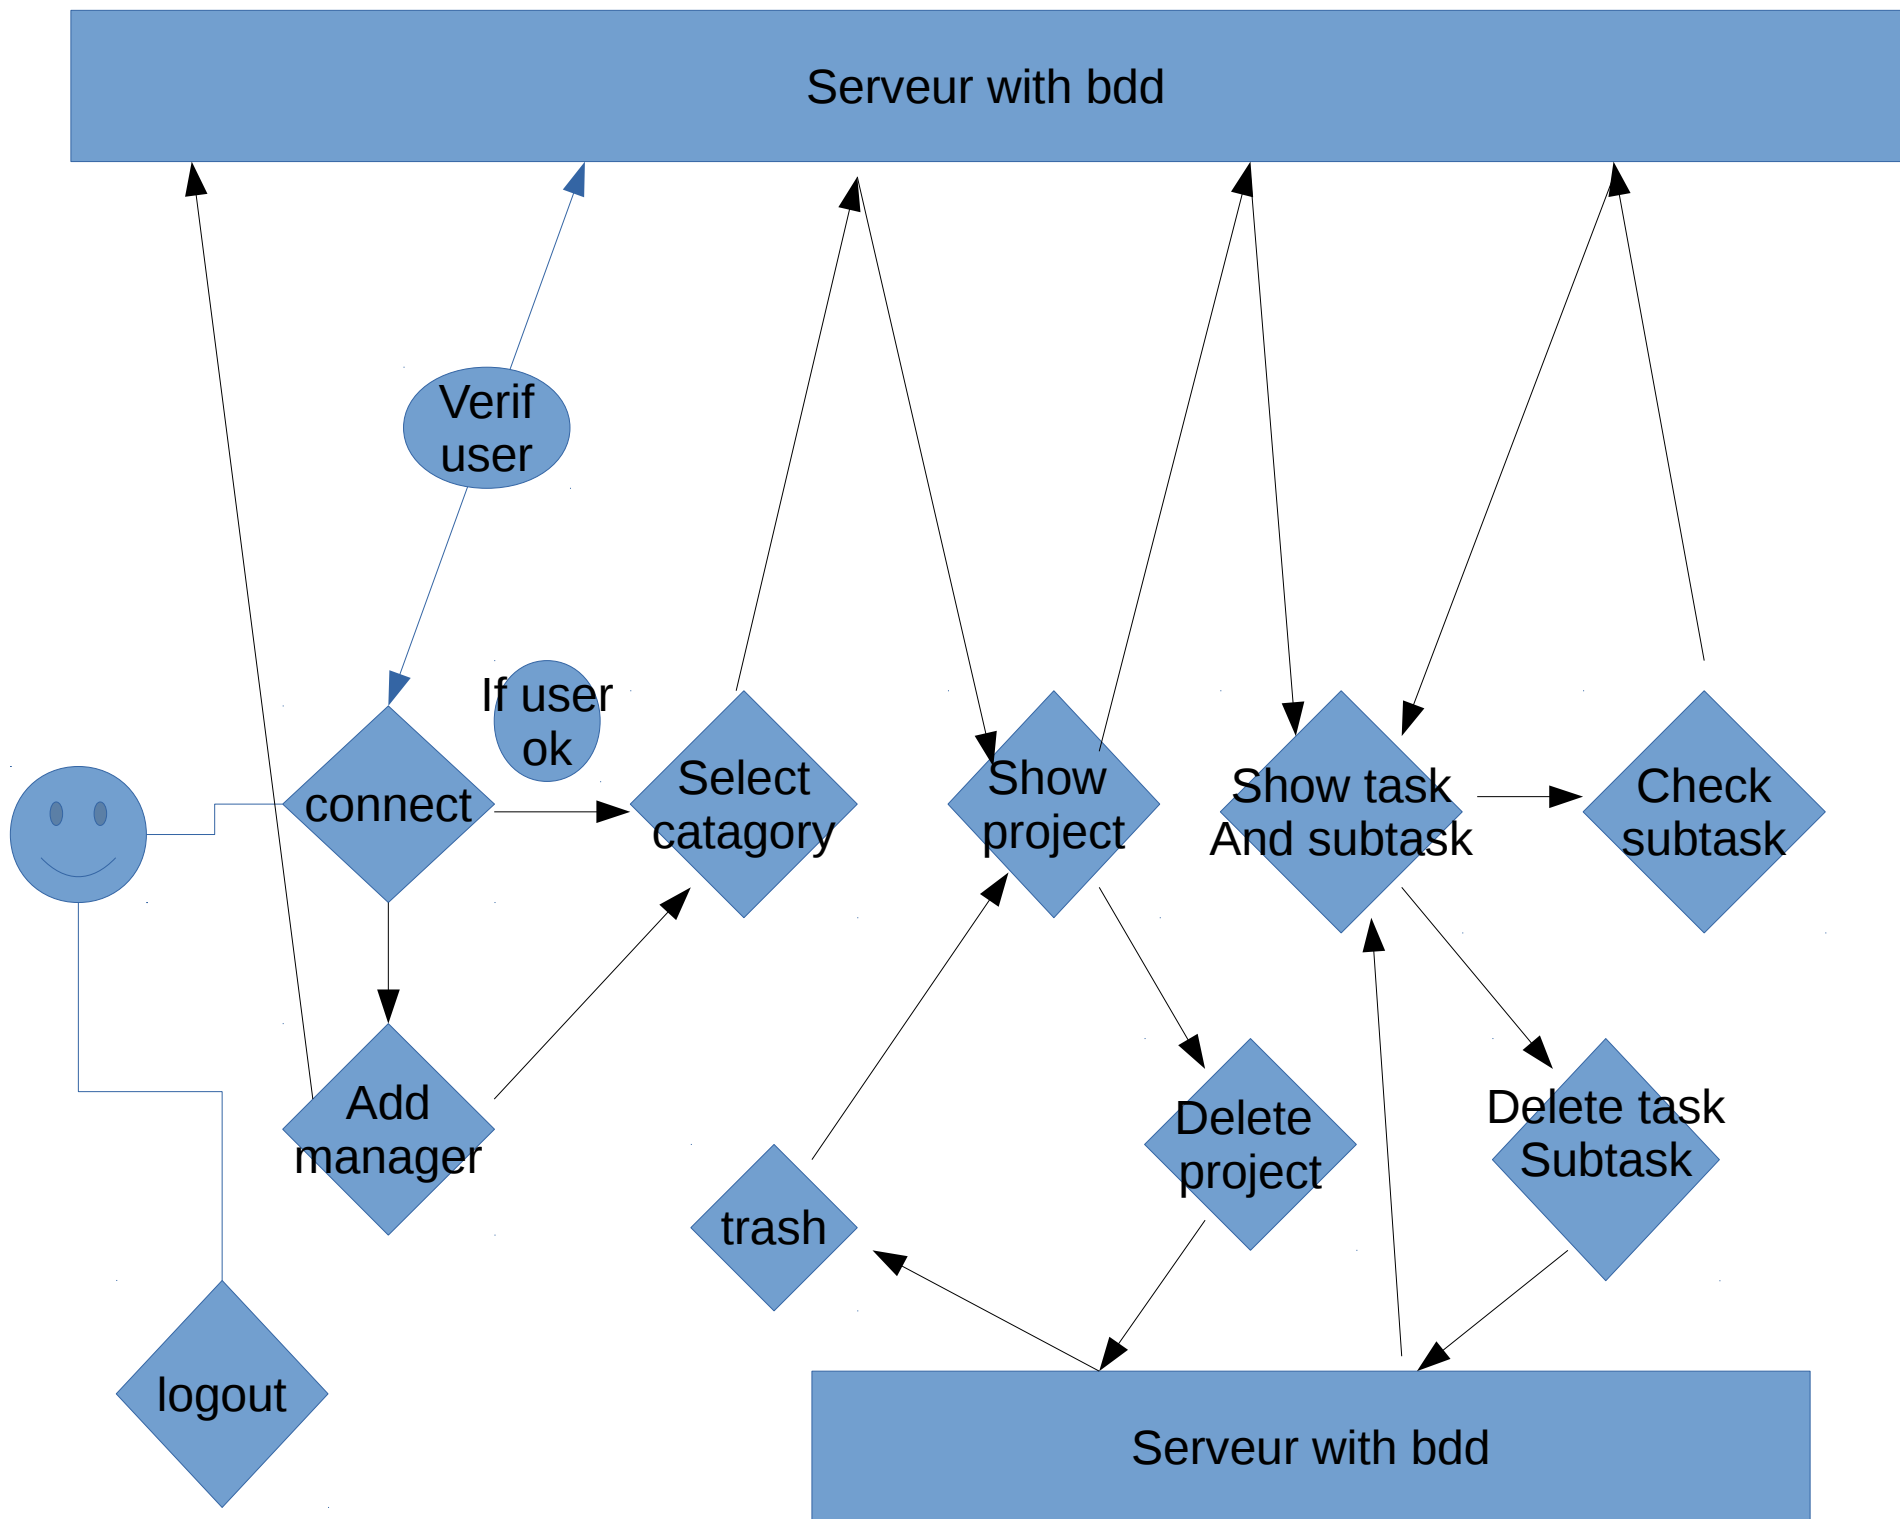 Serveur with bdd
Verif
user
If user
ok
connect
Select
catagory
Show
project
Show task
And subtask
Check
subtask
Add
manager
Delete
project
Delete task
Subtask
trash
logout
Serveur with bdd